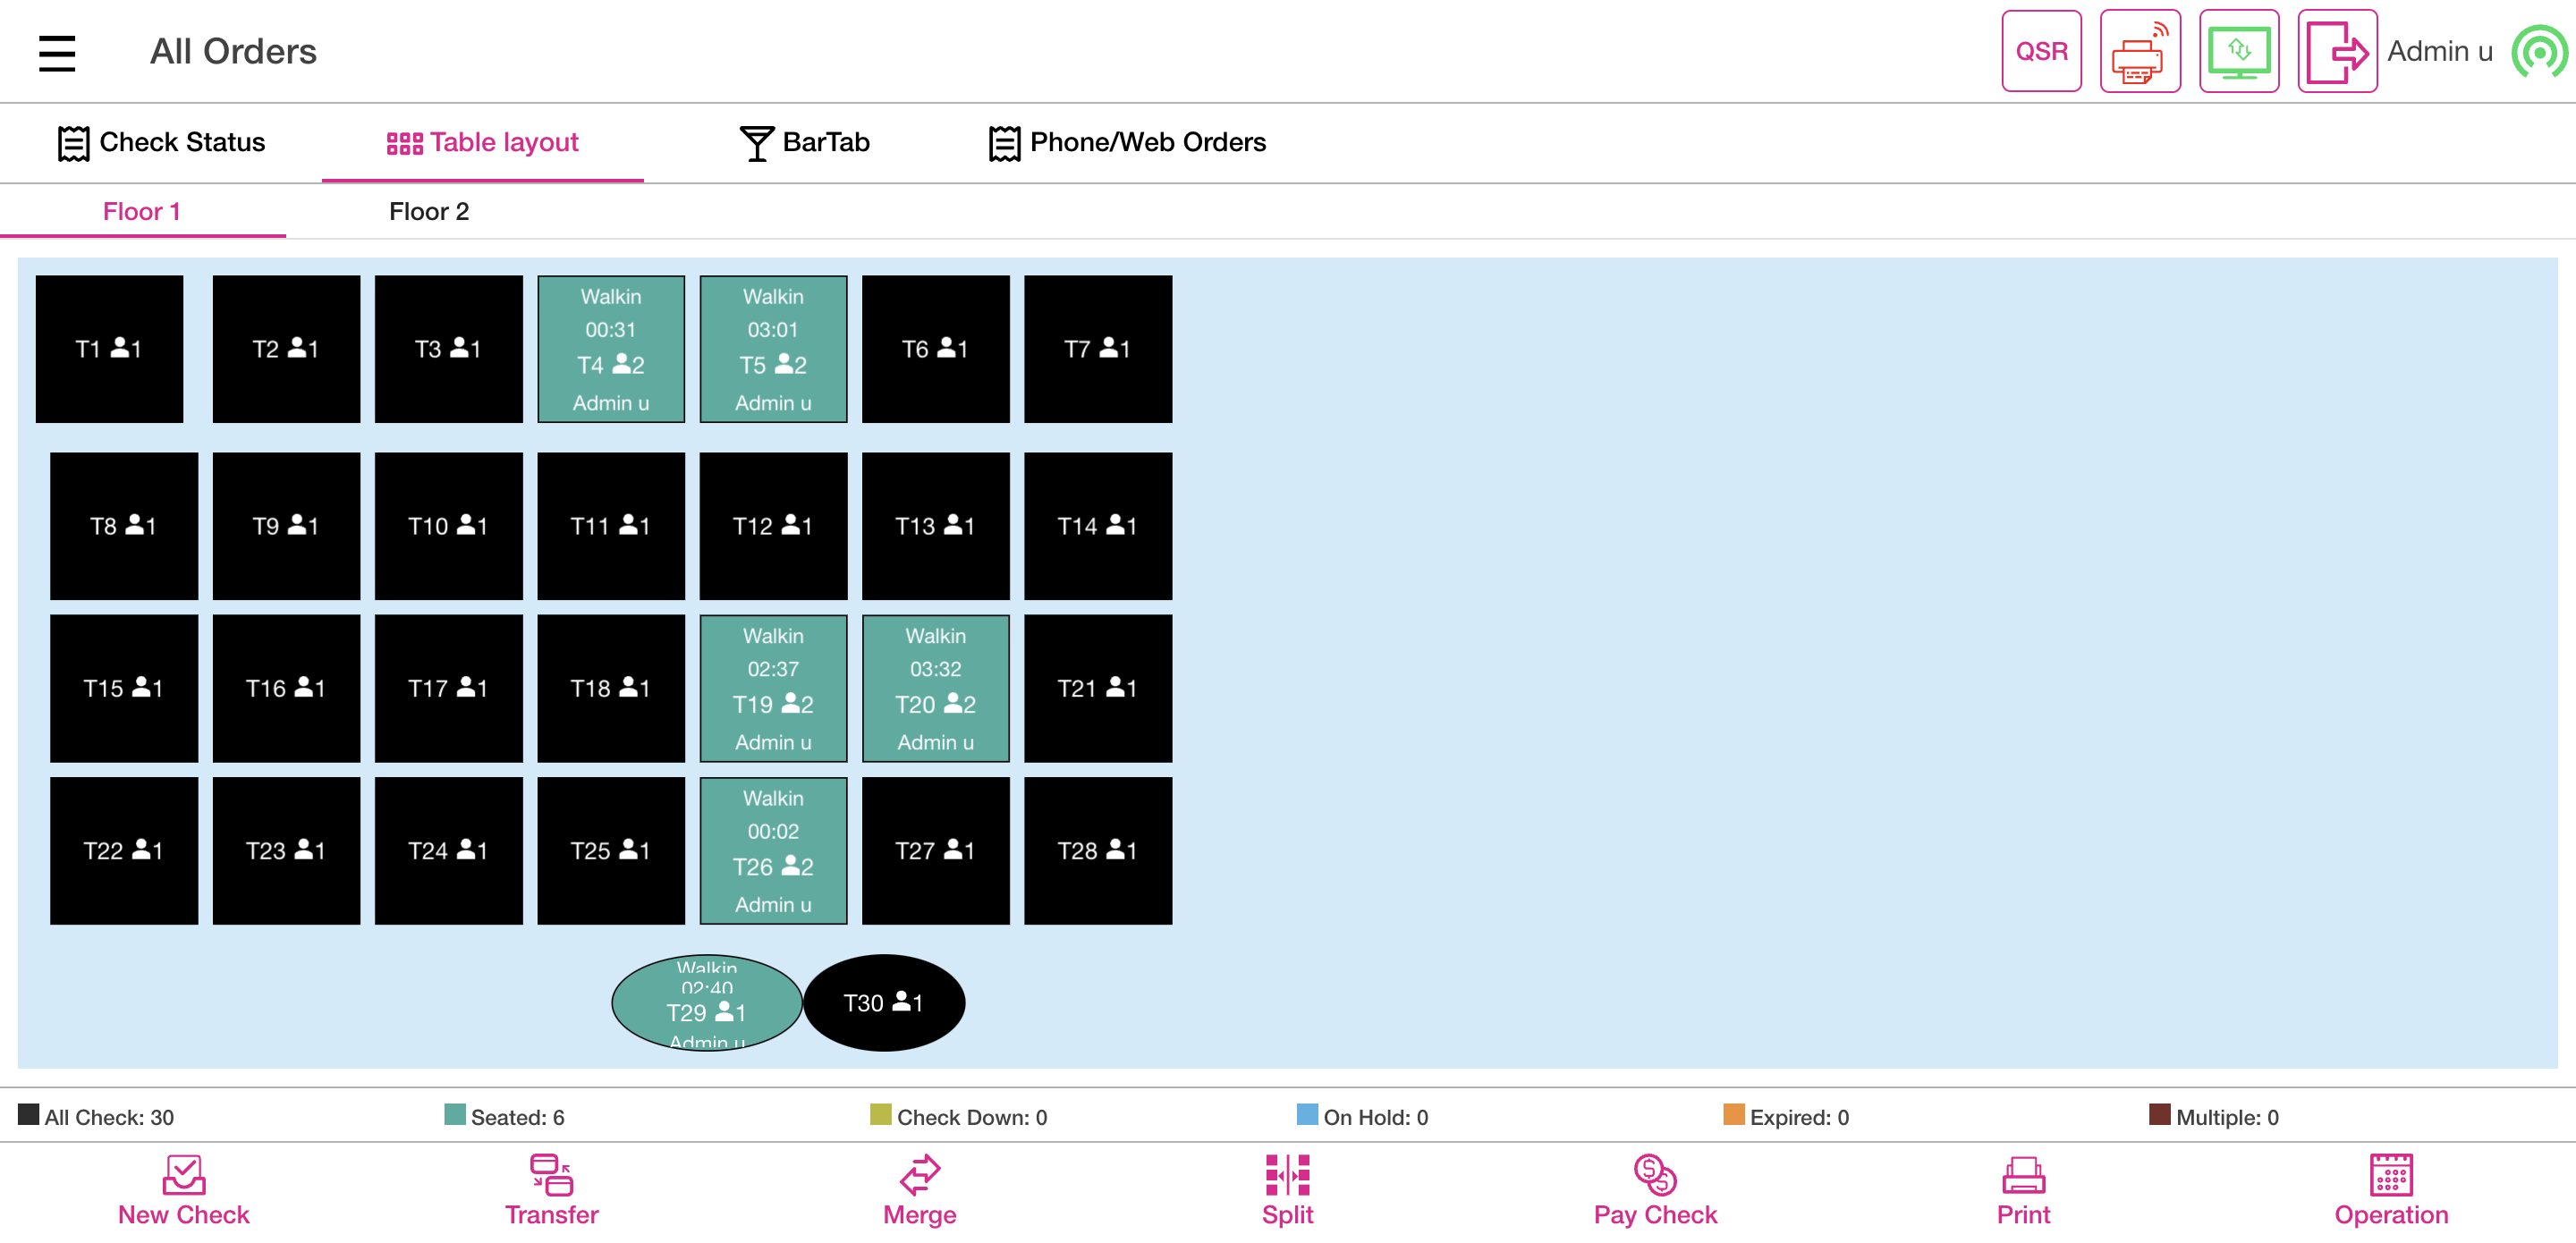 All Orders
QSR
Admin u
Check Status
Table layout
BarTab
Phone/Web Orders
Floor 1
Floor 2
T1 1
T2 1
T3 1
Walkin
00:31
T4 2
Admin u
Walkin
03:01
T5 2
Admin u
T6 1
T7 1
T8 1
T9 1
T10 1
T11 1
T12 1
T13 1
T14 1
T15 1
T16 1
T17 1
T18 1
Walkin
02:37
T19 2
Admin u
Walkin
03:32
T20 2
Admin u
T21 1
T22 1
T23 1
T24 1
T25 1
Walkin
00:02
T26 2
Admin u
T27 1
T28 1
Walkin
02:40
T29 1
Admin u
T30 1
All Check: 30
Seated: 6
Check Down: 0
On Hold: 0
Expired: 0
Multiple: 0
New Check
Transfer
Merge
Split
Pay Check
Print
Operation